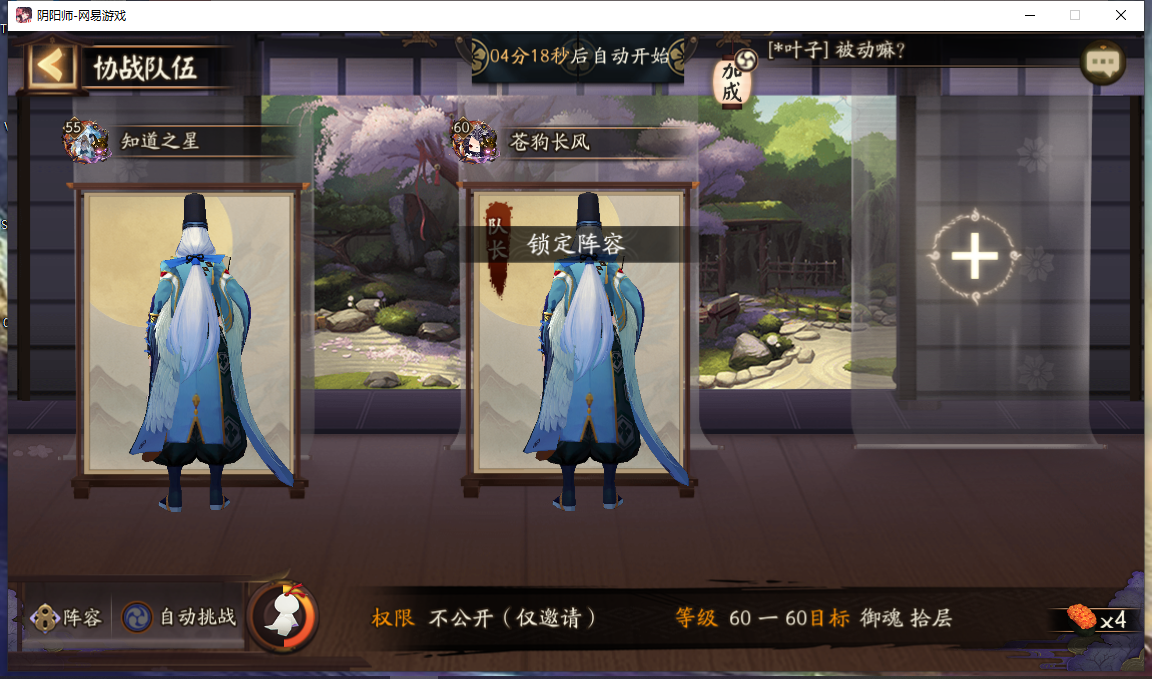 阴阳师-网易游戏
协战队伍
04分18秒后自动开始
加成
[*叶子] 被动嘛?
55
知道之星
60
苍狗长风
队长
锁定阵容
阵容
自动挑战
权限 不公开（仅邀请）
等级 60 一 60 目标 御魂 拾层
x4